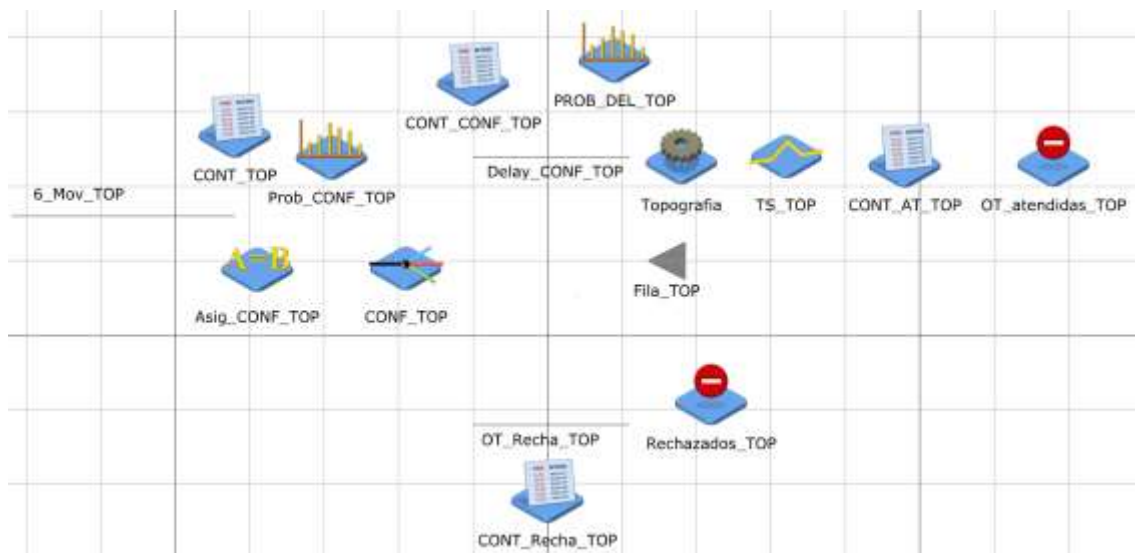 PROB_DEL_TOP
CONT_CONF_TOP
CONT_TOP
Delay_CONF_TOP
6_Mov_TOP
Prob_CONF_TOP
Topografia
TS_TOP
CONT_AT_TOP
OT_atendidas_TOP
A=B
Fila_TOP
Asig_CONF_TOP
CONF_TOP
OT_Recha_TOP
Rechazados_TOP
CONT_Recha_TOP